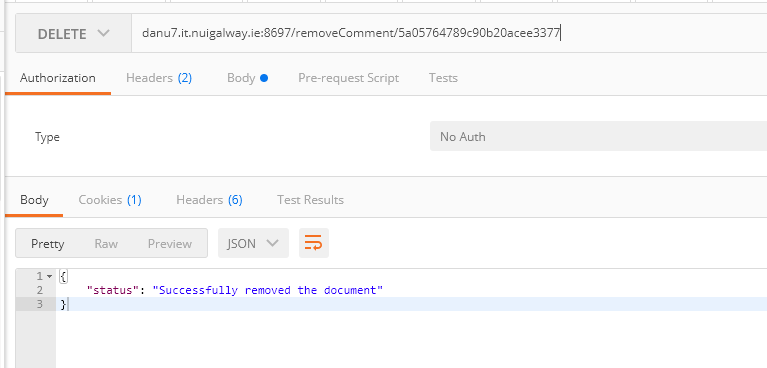 DELETE danu7.it.nuigalway.ie:8697/removeComment/5a05764789c90b20acee3377
Authorization Headers (2) Body Pre-request Script Tests
Type No Auth
Body Cookies (1) Headers (6) Test Results
Pretty Raw Preview JSON
1 {
2 "status": "Successfully removed the document"
3 }